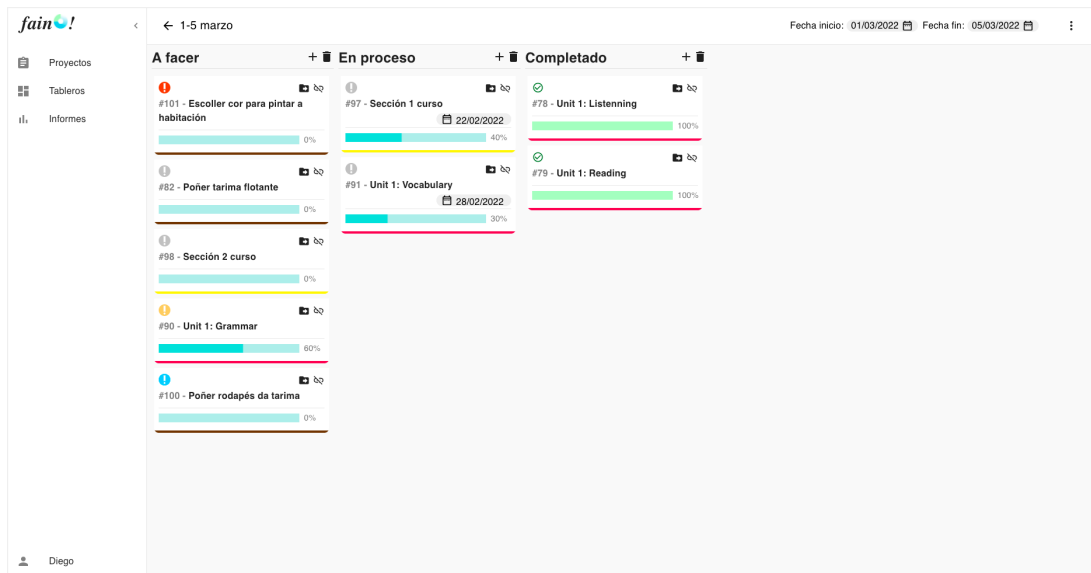 fain!
1-5 marzo
Fecha inicio: 01/03/2022 Fecha fin: 05/03/2022
Proyectos
Tableros
Informes
Diego
A facer
#101 - Escoller cor para pintar a
habitación
0%
#82 - Poñer tarima flotante
0%
#98 - Sección 2 curso
0%
#90 - Unit 1: Grammar
60%
#100 - Poñer rodapés da tarima
0%
En proceso
#97 - Sección 1 curso
22/02/2022
40%
#91 - Unit 1: Vocabulary
28/02/2022
30%
Completado
#78 - Unit 1: Listenning
100%
#79 - Unit 1: Reading
100%